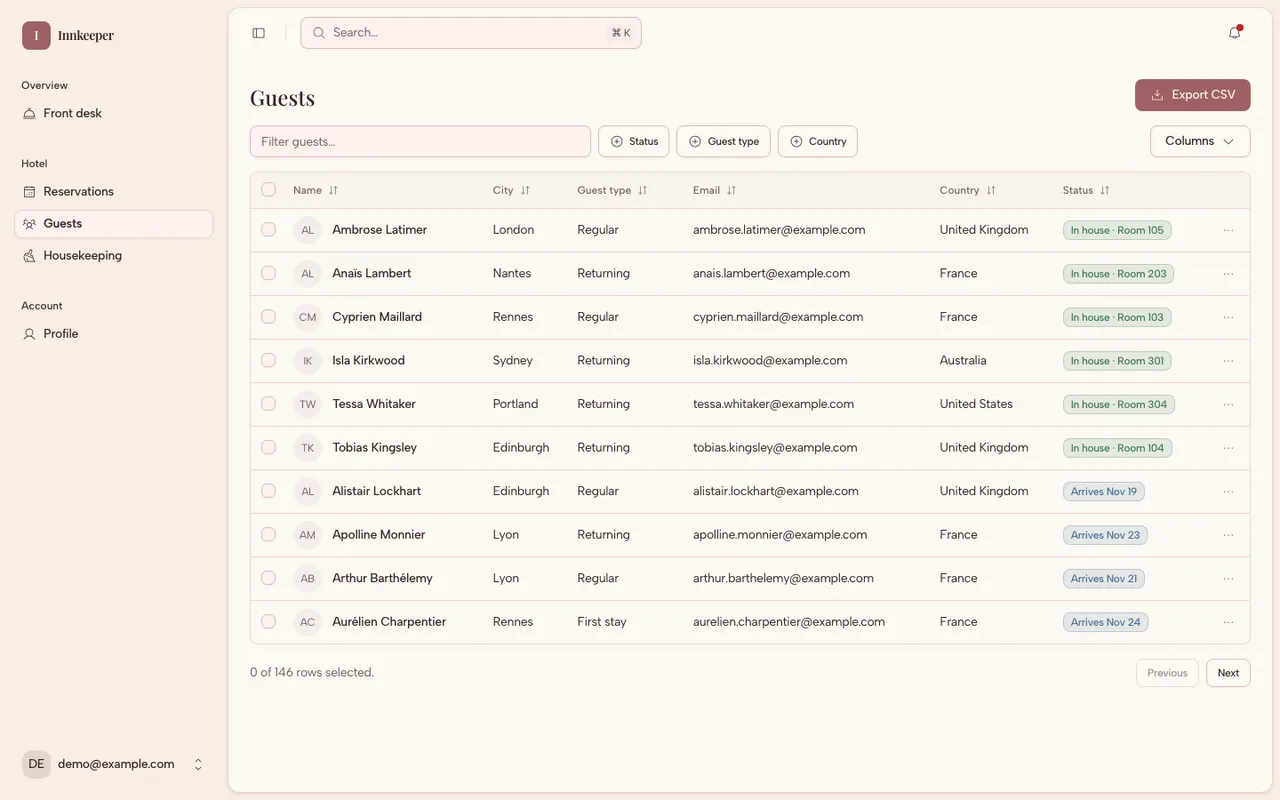 I Innkeeper
Search... ⌘ K
Overview
Front desk
Hotel
Reservations
Guests
Housekeeping
Account
Profile
DE demo@example.com
Guests
Export CSV
Filter guests...
Status
Guest type
Country
Columns
Name City Guest type Email Country Status
AL Ambrose Latimer London Regular ambrose.latimer@example.com United Kingdom In house · Room 105
AL Anaïs Lambert Nantes Returning anais.lambert@example.com France In house · Room 203
CM Cyprien Maillard Rennes Regular cyprien.maillard@example.com France In house · Room 103
IK Isla Kirkwood Sydney Returning isla.kirkwood@example.com Australia In house · Room 301
TW Tessa Whitaker Portland Returning tessa.whitaker@example.com United States In house · Room 304
TK Tobias Kingsley Edinburgh Returning tobias.kingsley@example.com United Kingdom In house · Room 104
AL Alistair Lockhart Edinburgh Regular alistair.lockhart@example.com United Kingdom Arrives Nov 19
AM Apolline Monnier Lyon Returning apolline.monnier@example.com France Arrives Nov 23
AB Arthur Barthélemy Lyon Regular arthur.barthelemy@example.com France Arrives Nov 21
AC Aurélien Charpentier Rennes First stay aurelien.charpentier@example.com France Arrives Nov 24
0 of 146 rows selected.
Previous
Next